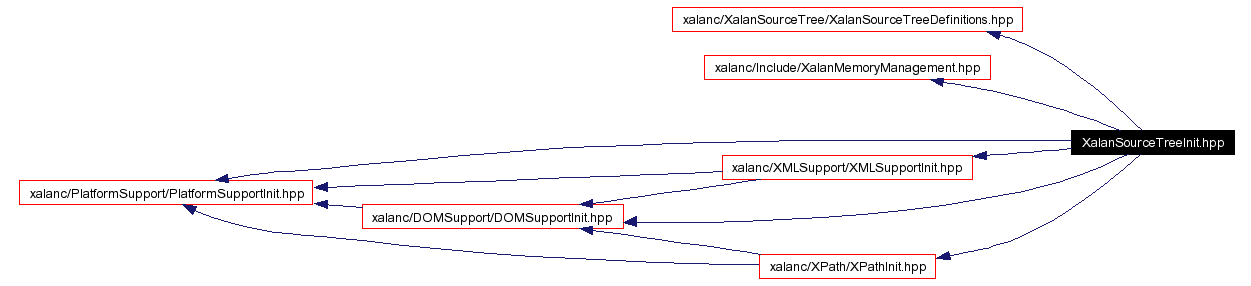 xalanc/XalanSourceTree/XalanSourceTreeDefinitions.hpp
xalanc/Include/XalanMemoryManagement.hpp
XalanSourceTreeInit.hpp
xalanc/XMLSupport/XMLSupportInit.hpp
xalanc/PlatformSupport/PlatformSupportInit.hpp
xalanc/DOMSupport/DOMSupportInit.hpp
xalanc/XPath/XPathInit.hpp